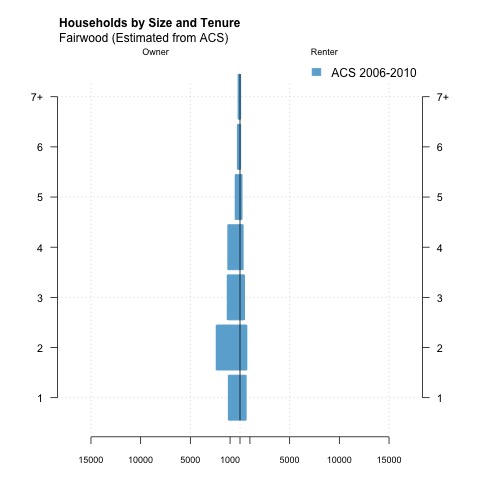 Households by Size and Tenure
Fairwood (Estimated from ACS)
Owner Renter
ACS 2006-2010
7+ 7+
6 6
5 5
4 4
3 3
2 2
1 1
15000 10000 5000 1000 5000 10000 15000